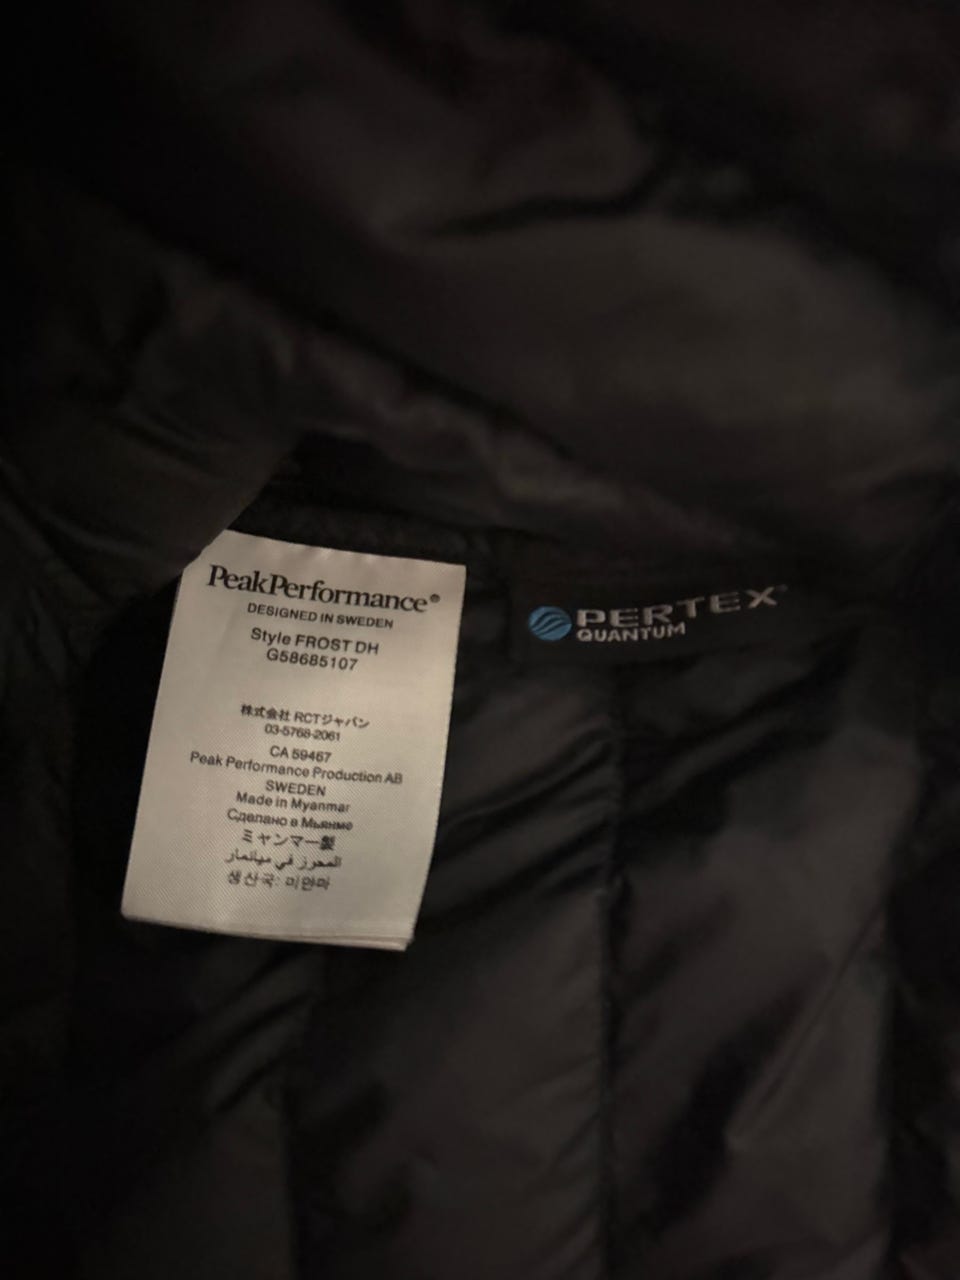 PeakPerformance®
DESIGNED IN SWEDEN
Style FROST DH
G58685107
株式会社 RCTジャパン
03-5768-2061
CA 59467
Peak Performance Production AB
SWEDEN
Made in Myanmar
Сделано в Мьянме
ミャンマー製
المحرز في ميانمار
생산국: 미얀마
PERTEX
QUANTUM